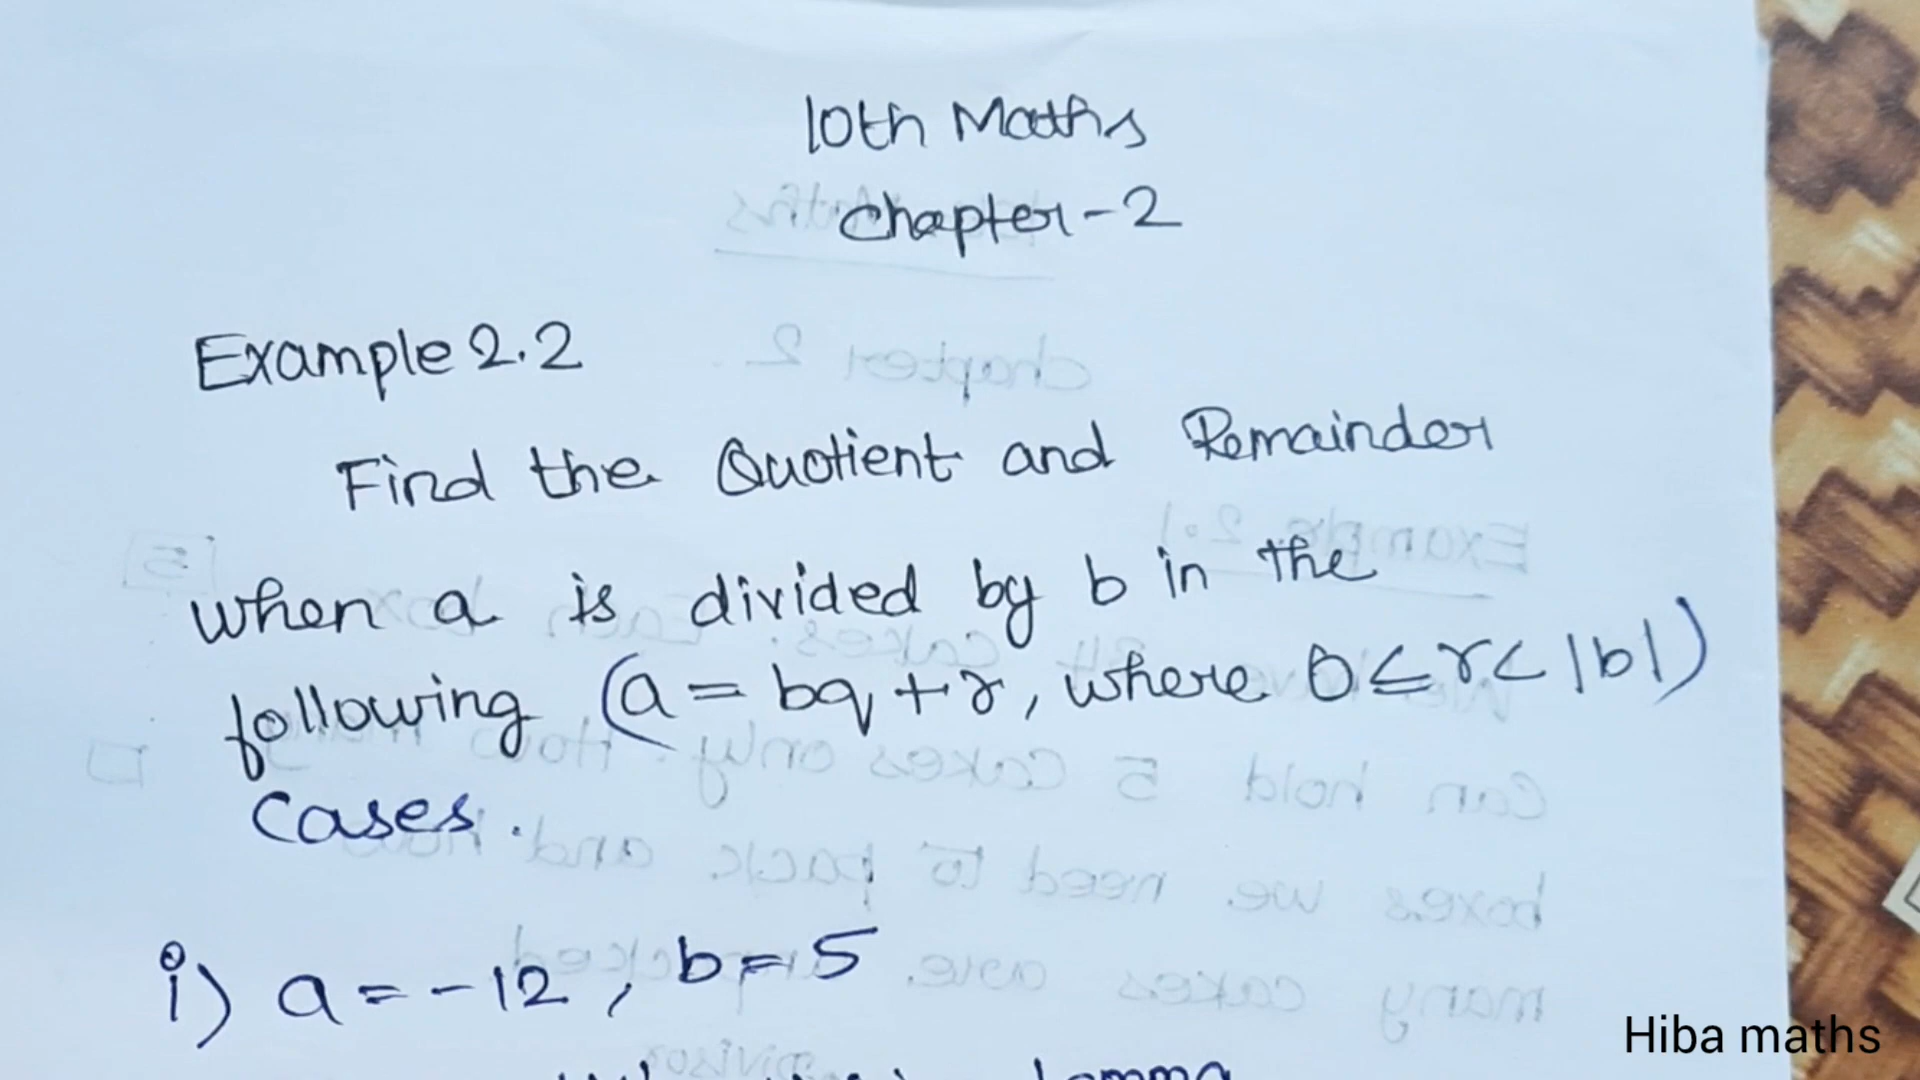 10th Maths
Chapter-2
Example 2.2
Find the Quotient and Remainder
when a is divided by b in the
following (a = bq + r, where 0 ≤ r < |b|)
Cases.
i) a = -12, b = 5
lemma
Hiba maths